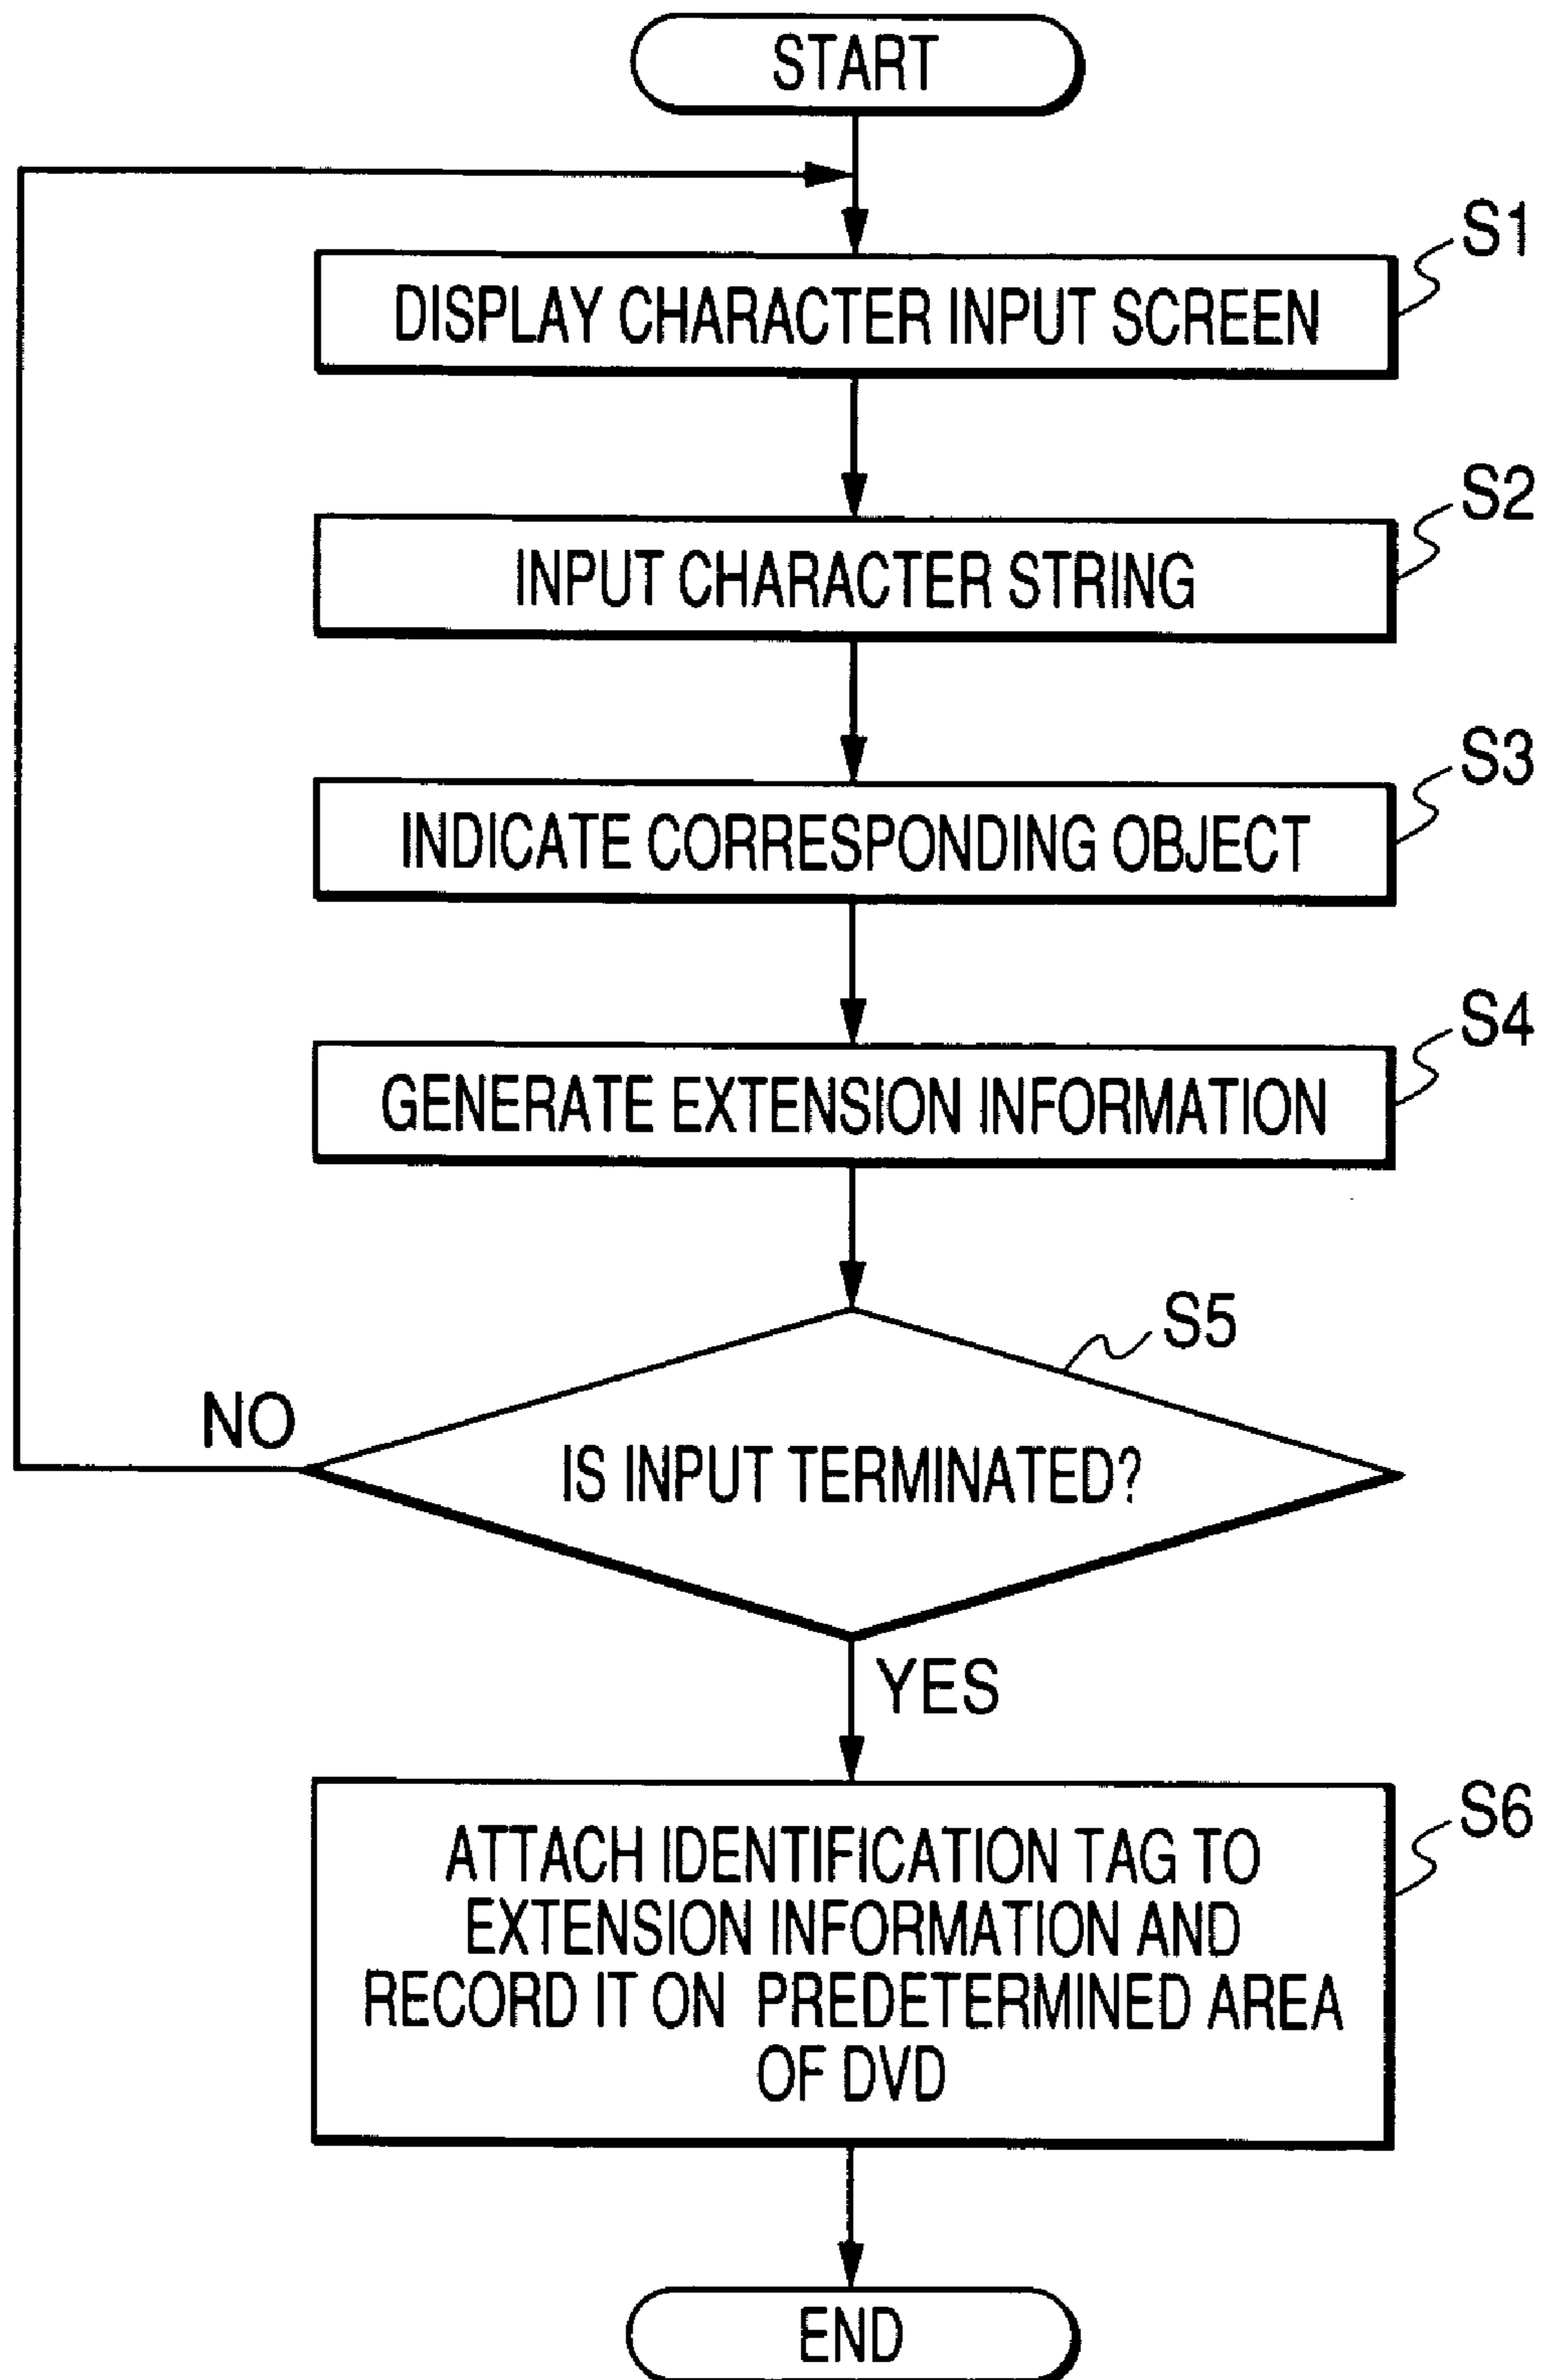 START
S1
DISPLAY CHARACTER INPUT SCREEN
S2
INPUT CHARACTER STRING
S3
INDICATE CORRESPONDING OBJECT
S4
GENERATE EXTENSION INFORMATION
S5
NO
IS INPUT TERMINATED?
YES
S6
ATTACH IDENTIFICATION TAG TO
EXTENSION INFORMATION AND
RECORD IT ON PREDETERMINED AREA
OF DVD
END